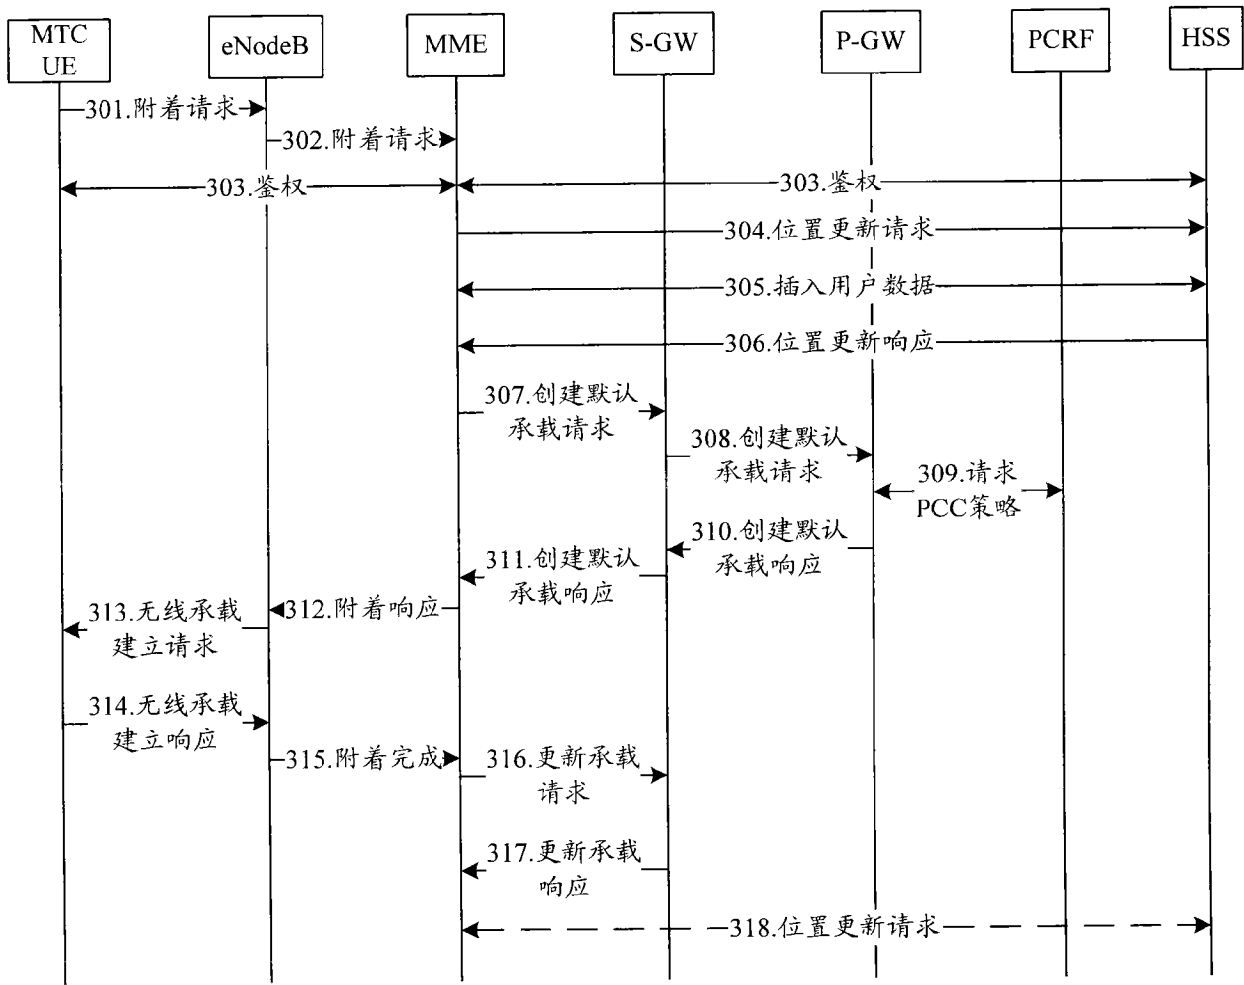 MTC
UE
eNodeB
MME
S-GW
P-GW
PCRF
HSS
301.附着请求
302.附着请求
303.鉴权
303.鉴权
304.位置更新请求
305.插入用户数据
306.位置更新响应
307.创建默认
承载请求
308.创建默认
承载请求
309.请求
PCC策略
310.创建默认
承载响应
311.创建默认
承载响应
312.附着响应
313.无线承载
建立请求
314.无线承载
建立响应
315.附着完成
316.更新承载
请求
317.更新承载
响应
318.位置更新请求